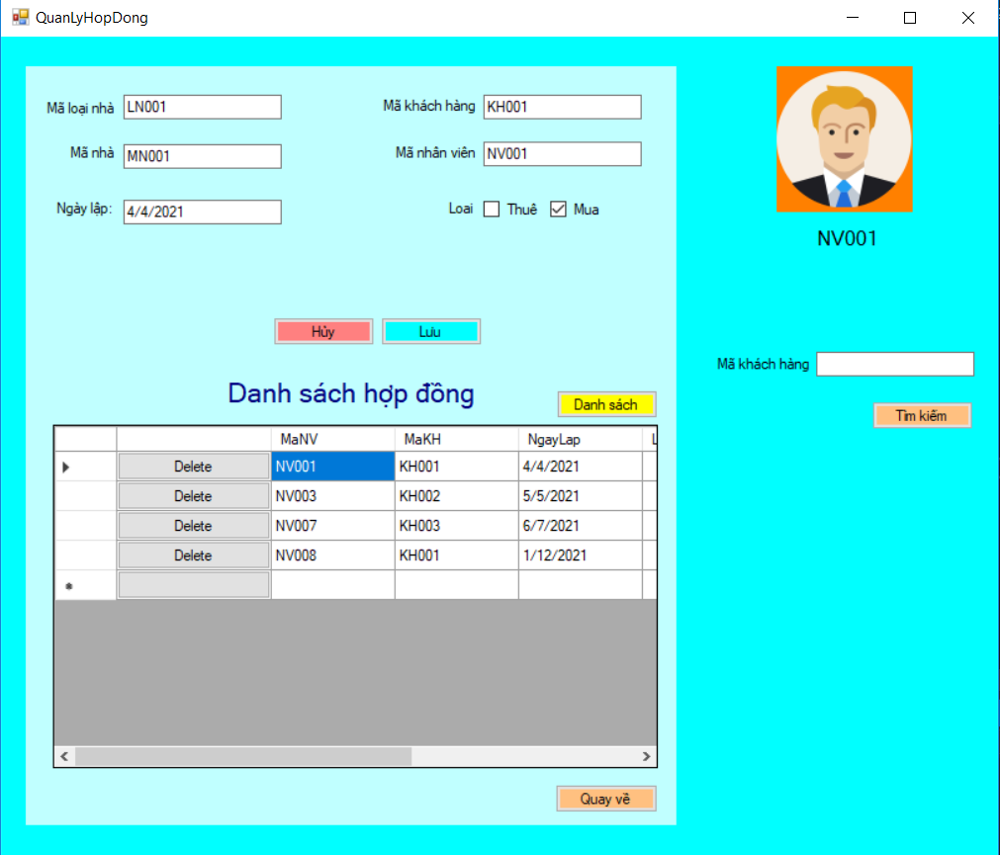 QuanLyHopDong
Mã loại nhà LN001 Mã khách hàng KH001
Mã nhà MN001 Mã nhân viên NV001
Ngày lập: 4/4/2021 Loai Thuê Mua
NV001
Hủy Lưu
Mã khách hàng
Tìm kiếm
Danh sách hợp đồng
Danh sách
MaNV MaKH NgayLap L
Delete NV001 KH001 4/4/2021
Delete NV003 KH002 5/5/2021
Delete NV007 KH003 6/7/2021
Delete NV008 KH001 1/12/2021
Quay về